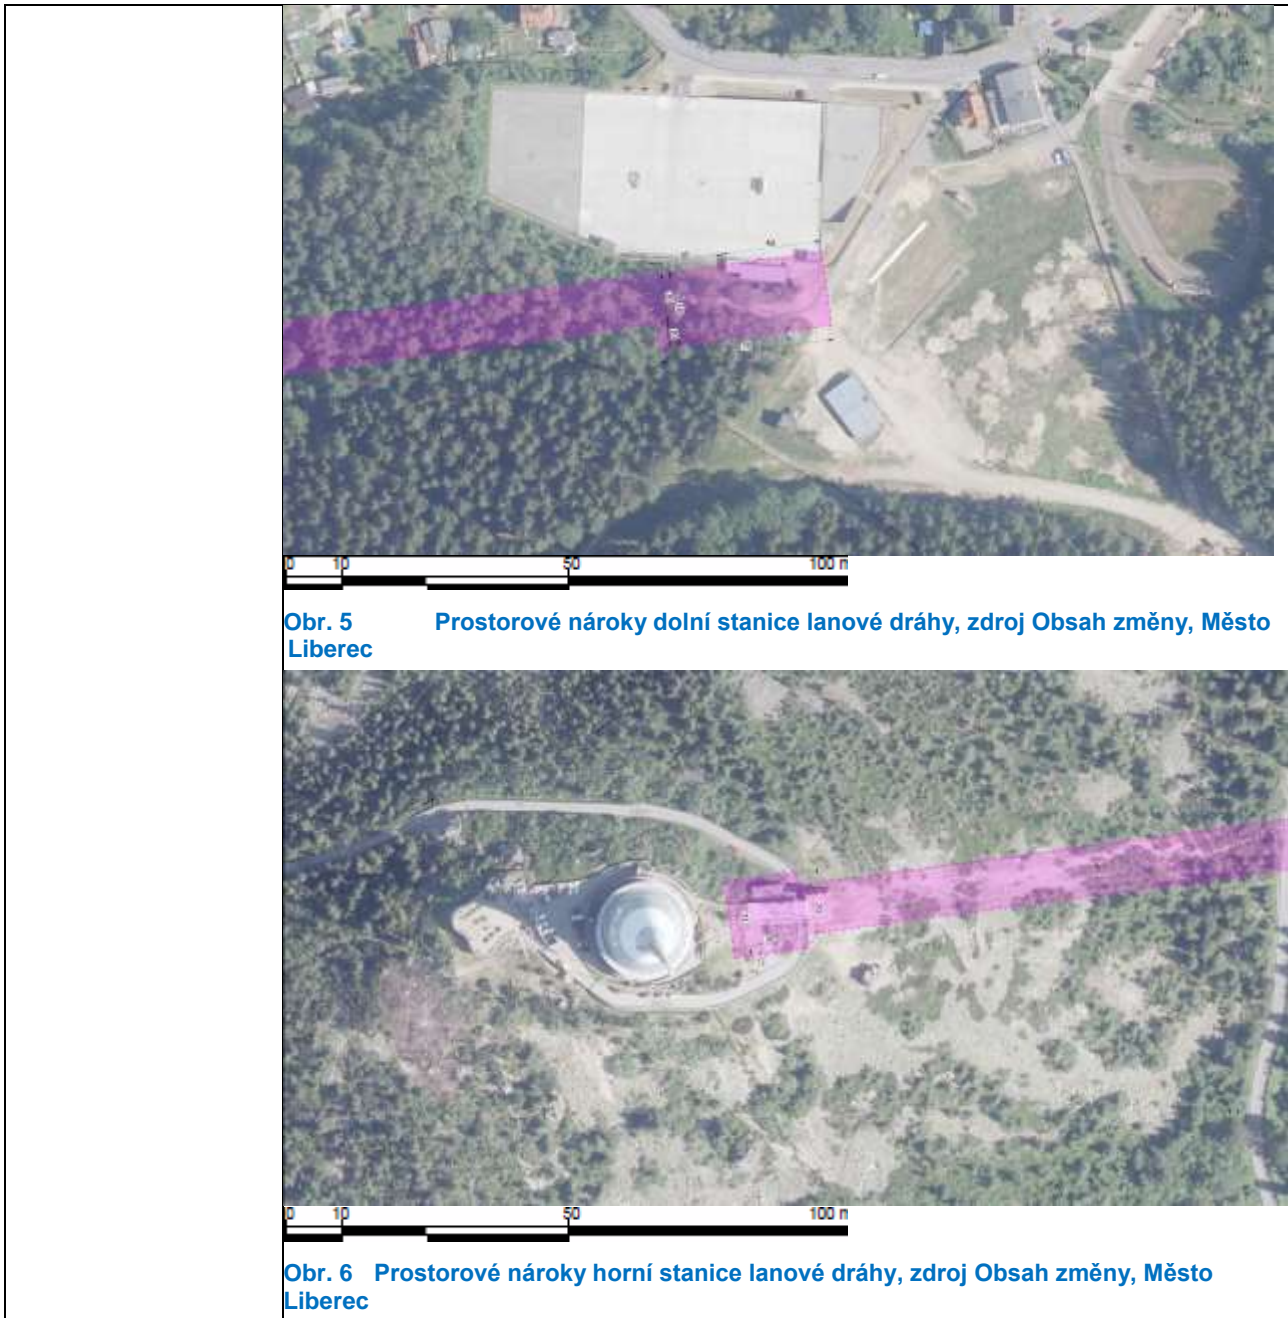 0 10 50 100 m
Obr. 5 Prostorové nároky dolní stanice lanové dráhy, zdroj Obsah změny, Město
Liberec
0 10 50 100 m
Obr. 6 Prostorové nároky horní stanice lanové dráhy, zdroj Obsah změny, Město
Liberec